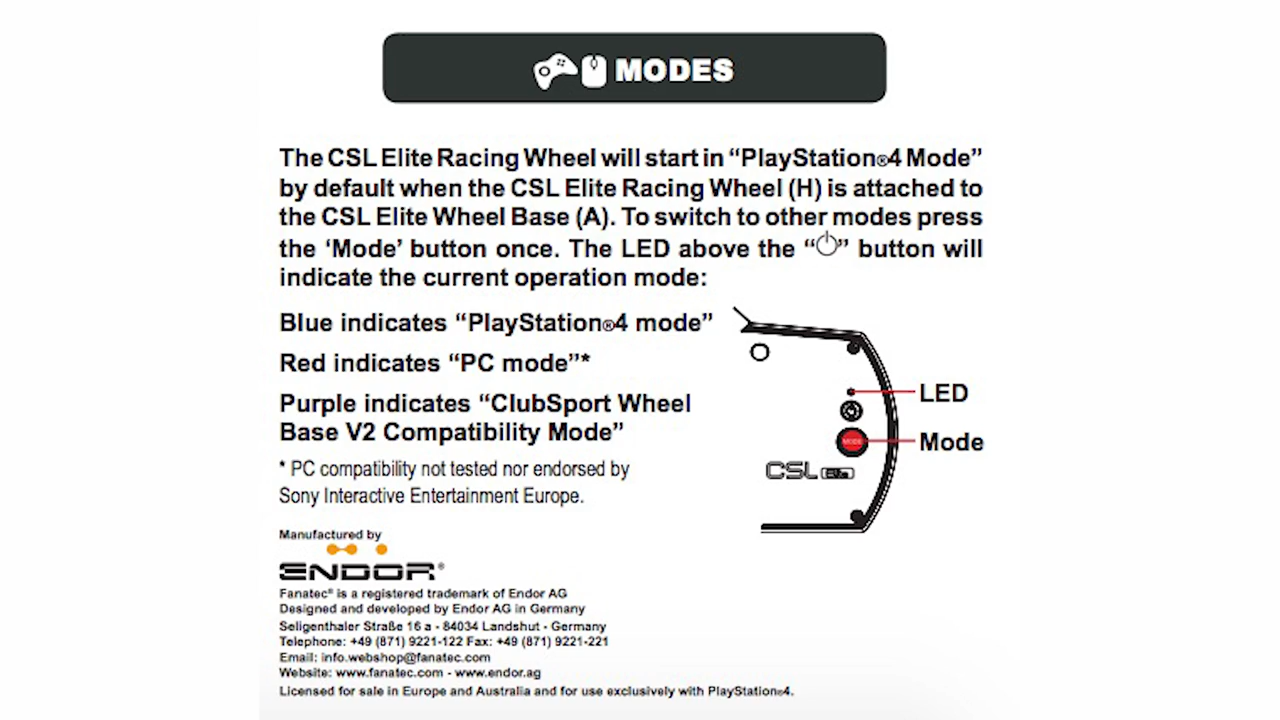 MODES
The CSL Elite Racing Wheel will start in “PlayStation®4 Mode”
by default when the CSL Elite Racing Wheel (H) is attached to
the CSL Elite Wheel Base (A). To switch to other modes press
the ‘Mode’ button once. The LED above the “⏻” button will
indicate the current operation mode:
Blue indicates “PlayStation®4 mode”
Red indicates “PC mode”*
Purple indicates “ClubSport Wheel
Base V2 Compatibility Mode”
* PC compatibility not tested nor endorsed by
Sony Interactive Entertainment Europe.
LED
MODE
Mode
CSL Elite
Manufactured by
ENDOR®
Fanatec® is a registered trademark of Endor AG
Designed and developed by Endor AG in Germany
Seligenthaler Straße 16 a - 84034 Landshut - Germany
Telephone: +49 (871) 9221-122 Fax: +49 (871) 9221-221
Email: info.webshop@fanatec.com
Website: www.fanatec.com - www.endor.ag
Licensed for sale in Europe and Australia and for use exclusively with PlayStation®4.